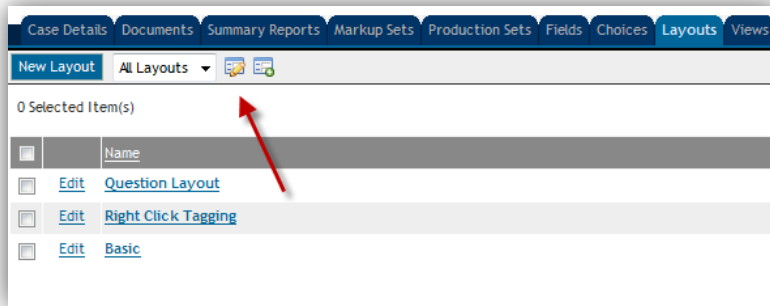 Case Details Documents Summary Reports Markup Sets Production Sets Fields Choices Layouts Views
New Layout All Layouts
0 Selected Item(s)
Name
Edit Question Layout
Edit Right Click Tagging
Edit Basic